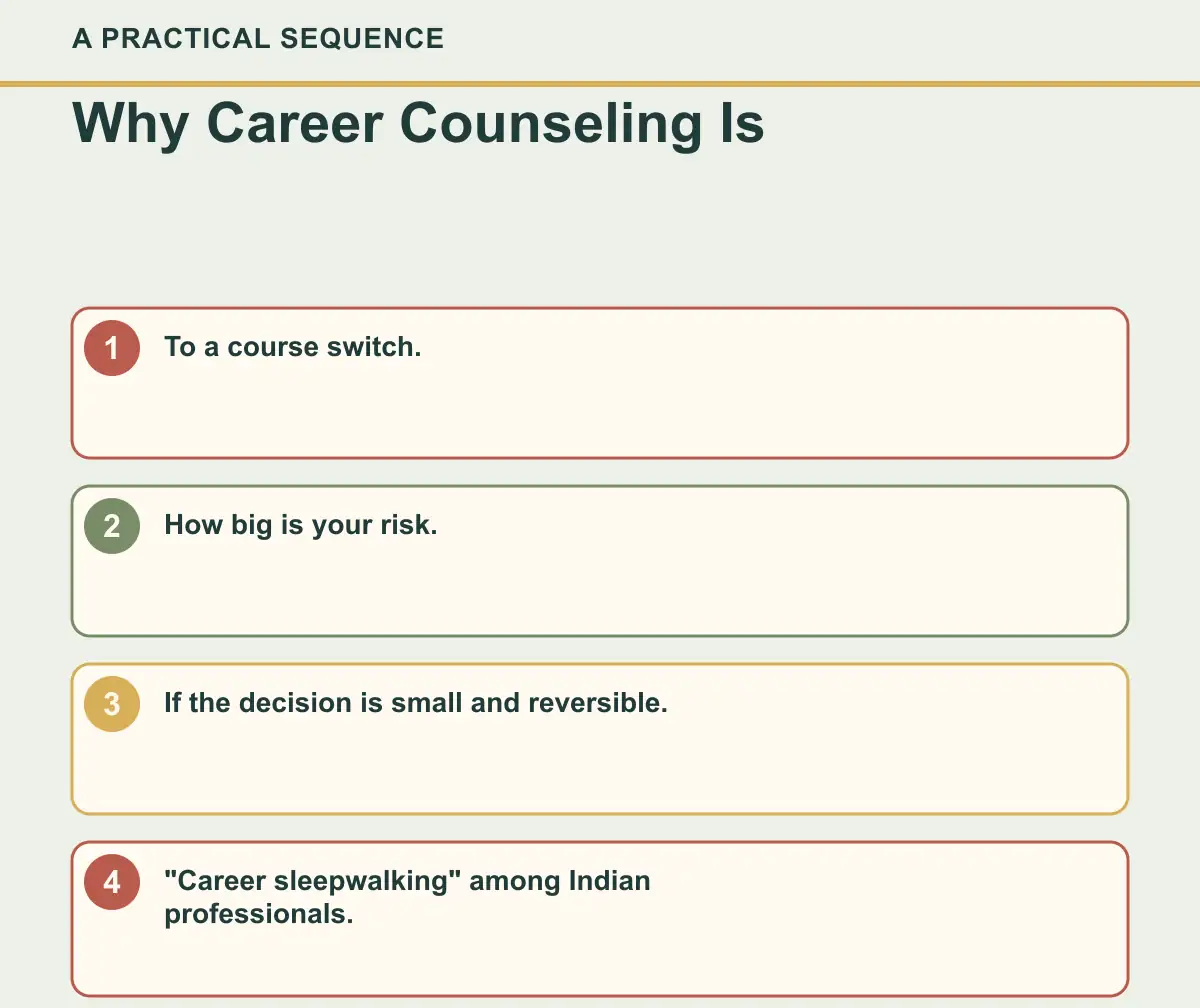 A PRACTICAL SEQUENCE
Why Career Counseling Is
1
To a course switch.
2
How big is your risk.
3
If the decision is small and reversible.
4
"Career sleepwalking" among Indian
professionals.